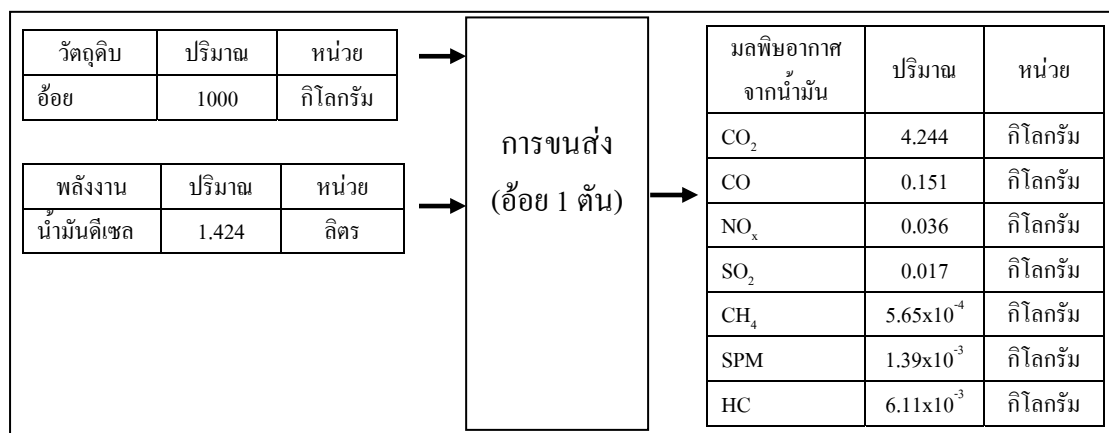 วัตถุดิบ ปริมาณ หน่วย
อ้อย 1000 กิโลกรัม
พลังงาน ปริมาณ หน่วย
น้ำมันดีเซล 1.424 ลิตร
การขนส่ง
(อ้อย 1 ตัน)
มลพิษอากาศ
จากน้ำมัน ปริมาณ หน่วย
CO₂ 4.244 กิโลกรัม
CO 0.151 กิโลกรัม
NOₓ 0.036 กิโลกรัม
SO₂ 0.017 กิโลกรัม
CH₄ 5.65x10⁻⁴ กิโลกรัม
SPM 1.39x10⁻³ กิโลกรัม
HC 6.11x10⁻³ กิโลกรัม